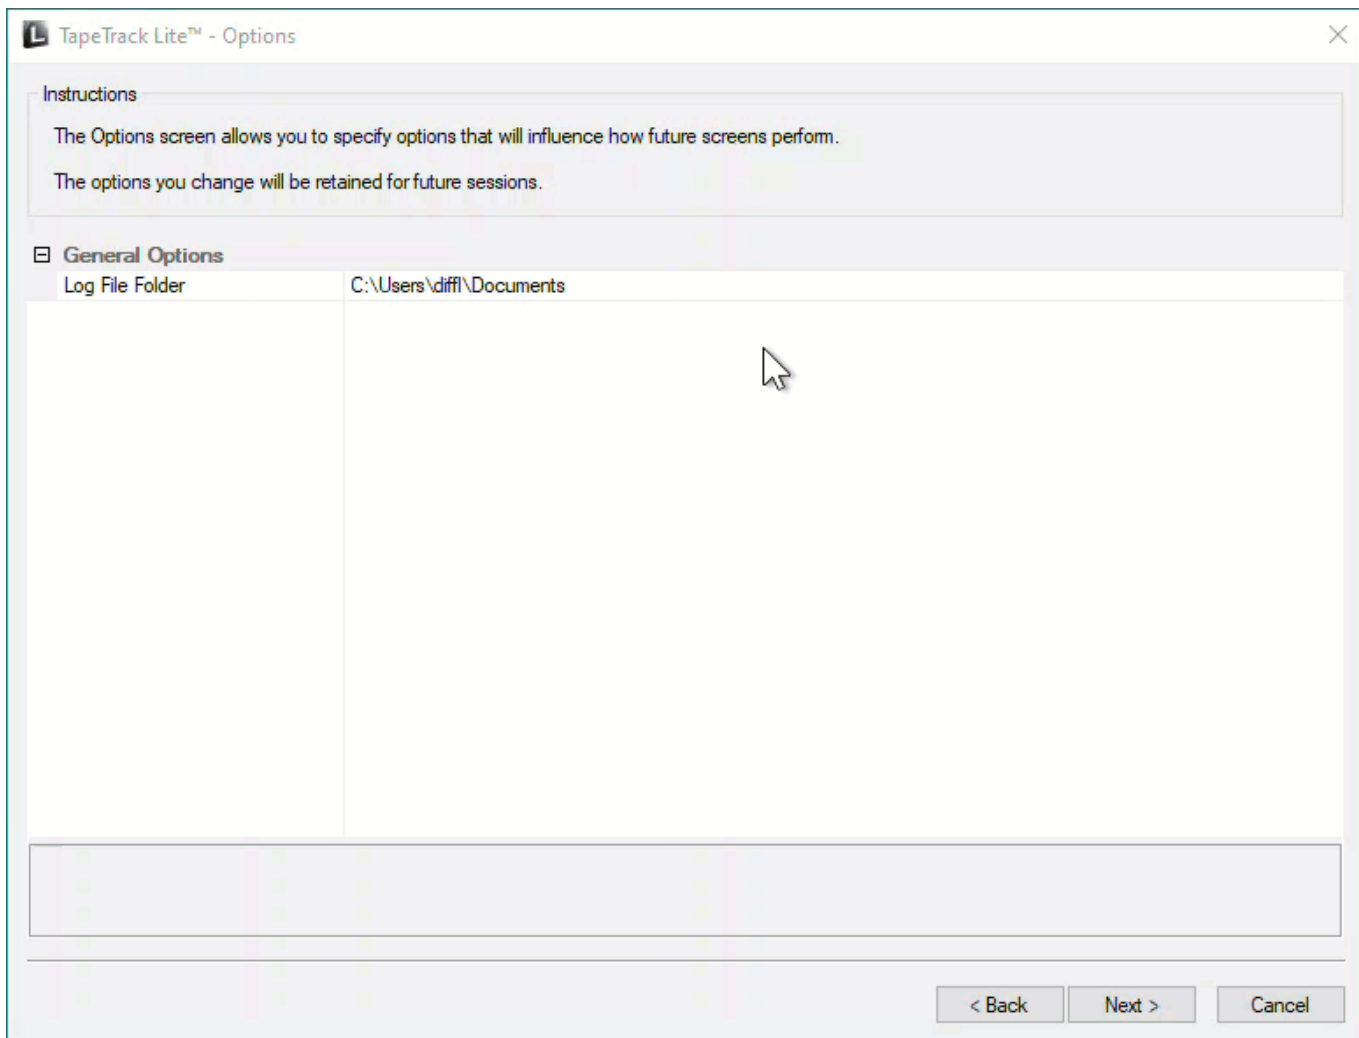 TapeTrack Lite™ - Options
Instructions
The Options screen allows you to specify options that will influence how future screens perform.
The options you change will be retained for future sessions.
General Options
Log File Folder C:\Users\diffl\Documents
< Back Next > Cancel